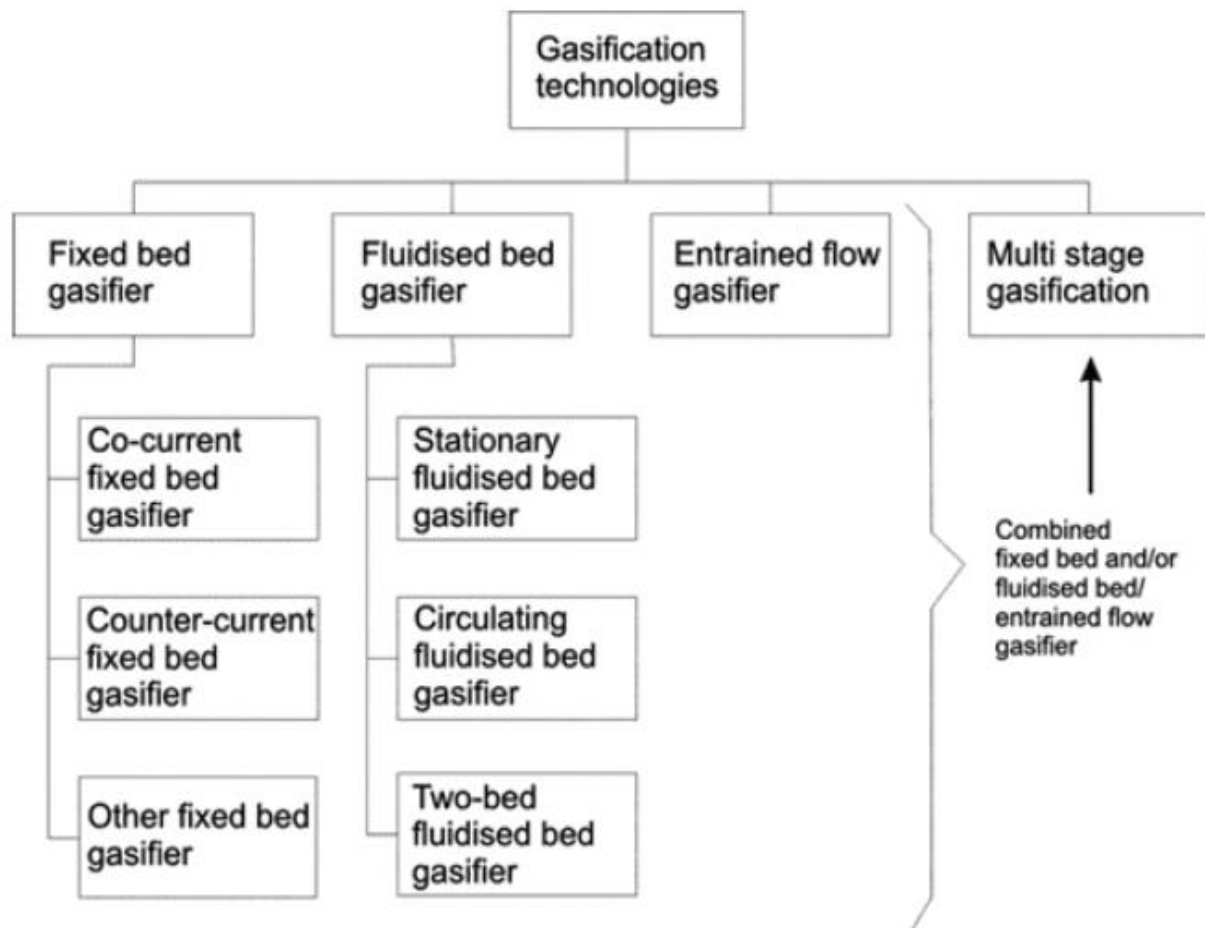 Gasification
technologies
Fixed bed
gasifier
Fluidised bed
gasifier
Entrained flow
gasifier
Multi stage
gasification
Co-current
fixed bed
gasifier
Stationary
fluidised bed
gasifier
Combined
fixed bed and/or
fluidised bed/
entrained flow
gasifier
Counter-current
fixed bed
gasifier
Circulating
fluidised bed
gasifier
Other fixed bed
gasifier
Two-bed
fluidised bed
gasifier